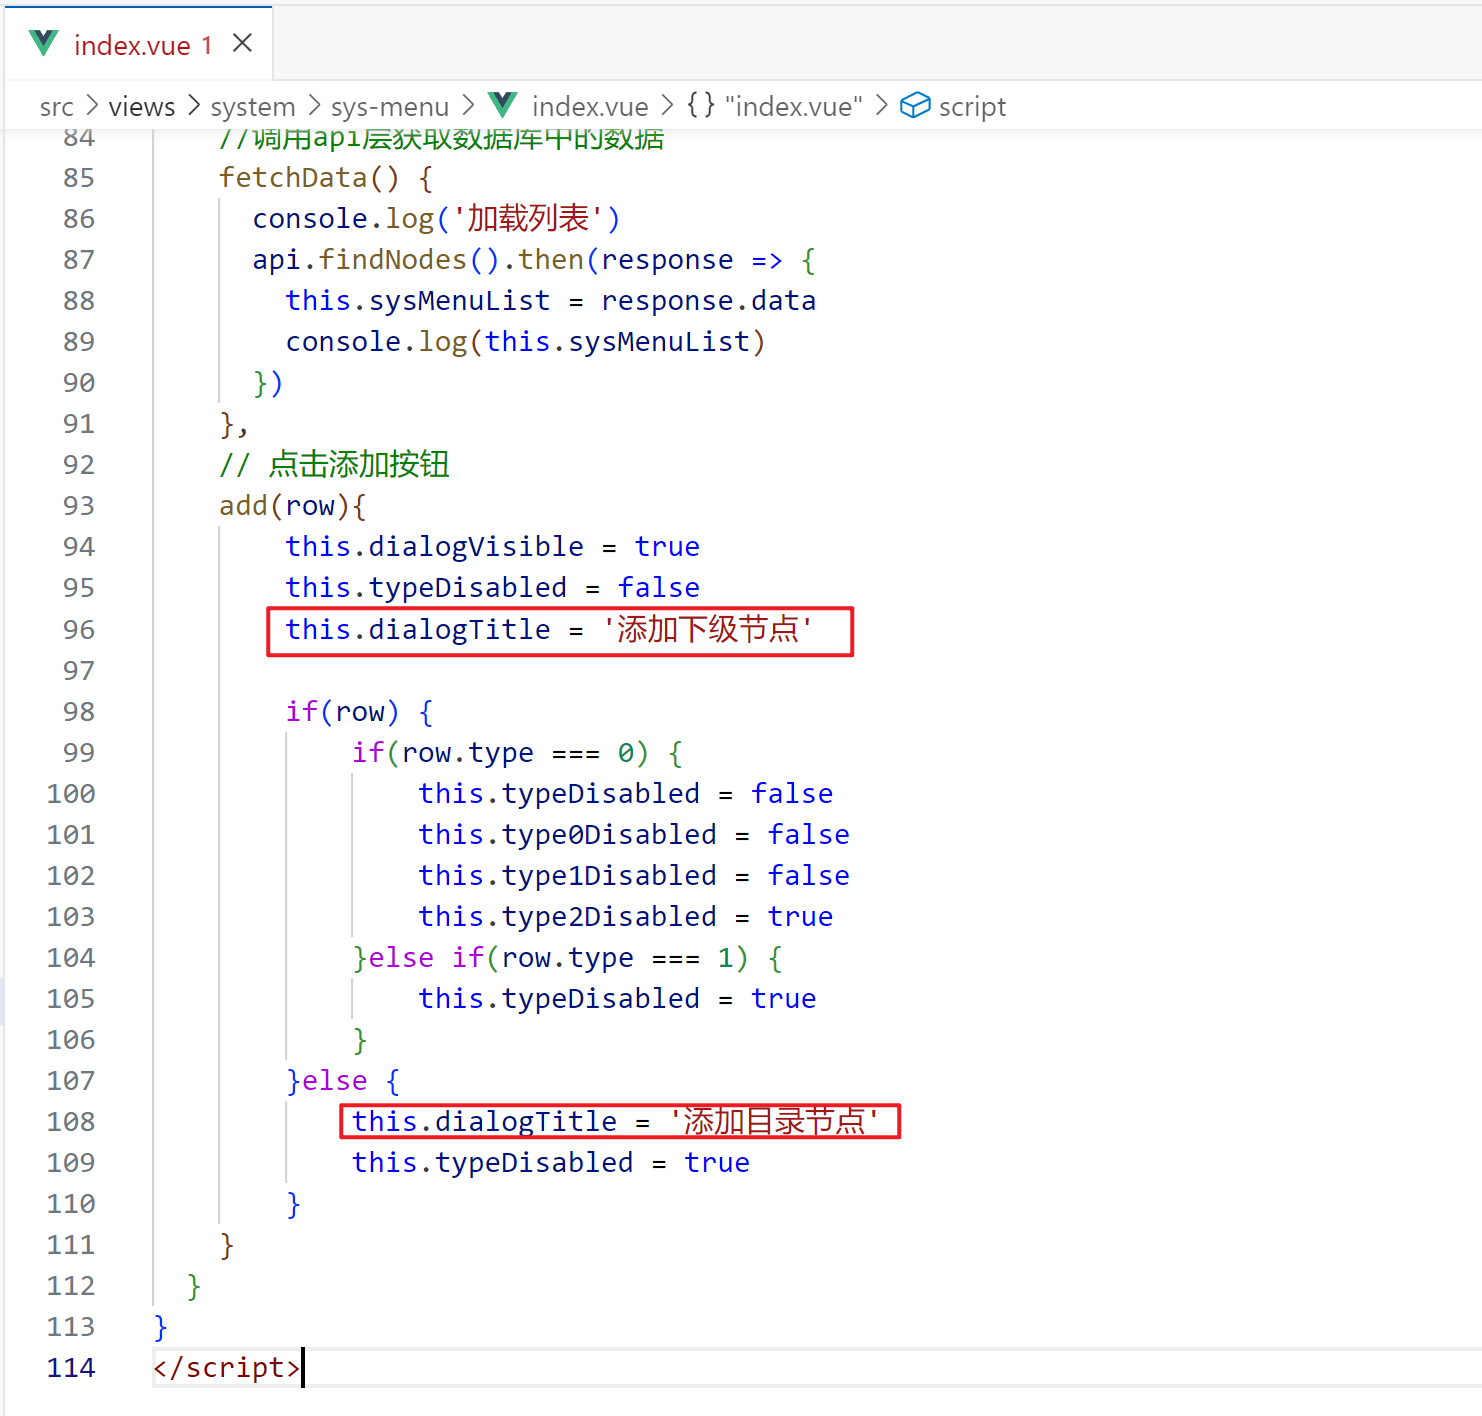 index.vue 1
src > views > system > sys-menu > index.vue > {} "index.vue" > script
84 //调用api层获取数据库中的数据
85 fetchData() {
86 console.log('加载列表')
87 api.findNodes().then(response => {
88 this.sysMenuList = response.data
89 console.log(this.sysMenuList)
90 })
91 },
92 // 点击添加按钮
93 add(row){
94 this.dialogVisible = true
95 this.typeDisabled = false
96 this.dialogTitle = '添加下级节点'
97
98 if(row) {
99 if(row.type === 0) {
100 this.typeDisabled = false
101 this.type0Disabled = false
102 this.type1Disabled = false
103 this.type2Disabled = true
104 }else if(row.type === 1) {
105 this.typeDisabled = true
106 }
107 }else {
108 this.dialogTitle = '添加目录节点'
109 this.typeDisabled = true
110 }
111 }
112 }
113 }
114 </script>